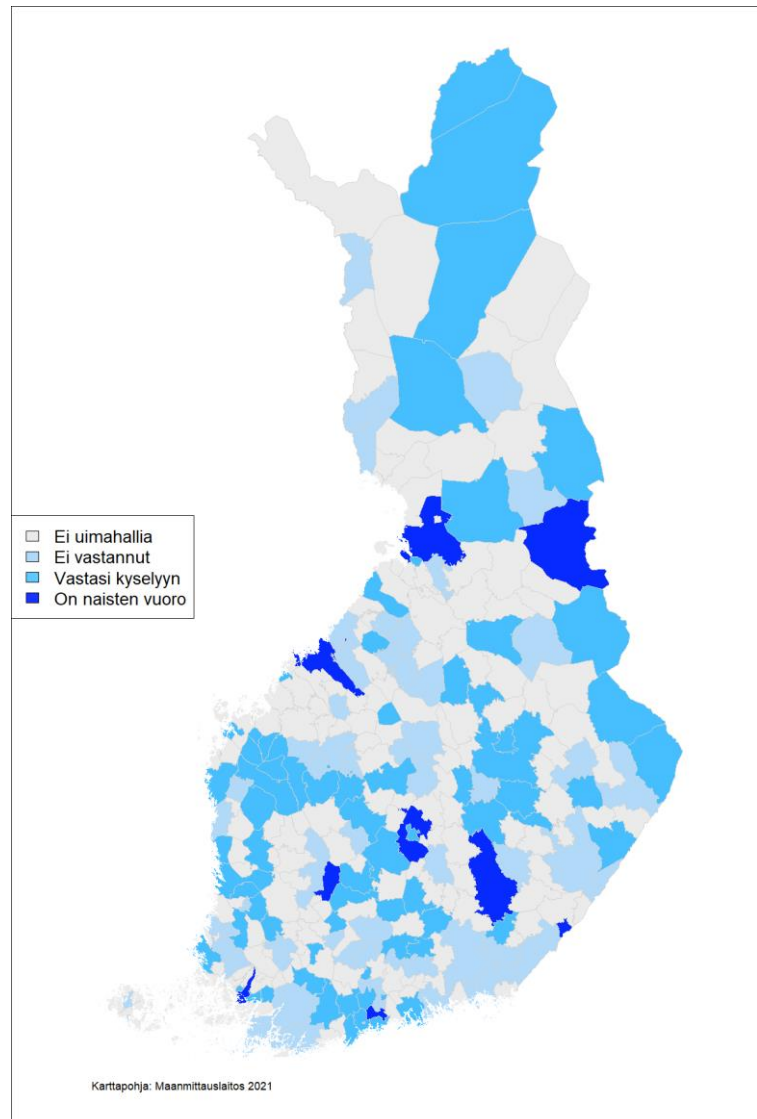 Ei uimahallia
Ei vastannut
Vastasi kyselyyn
On naisten vuoro
Karttapohja: Maanmittauslaitos 2021